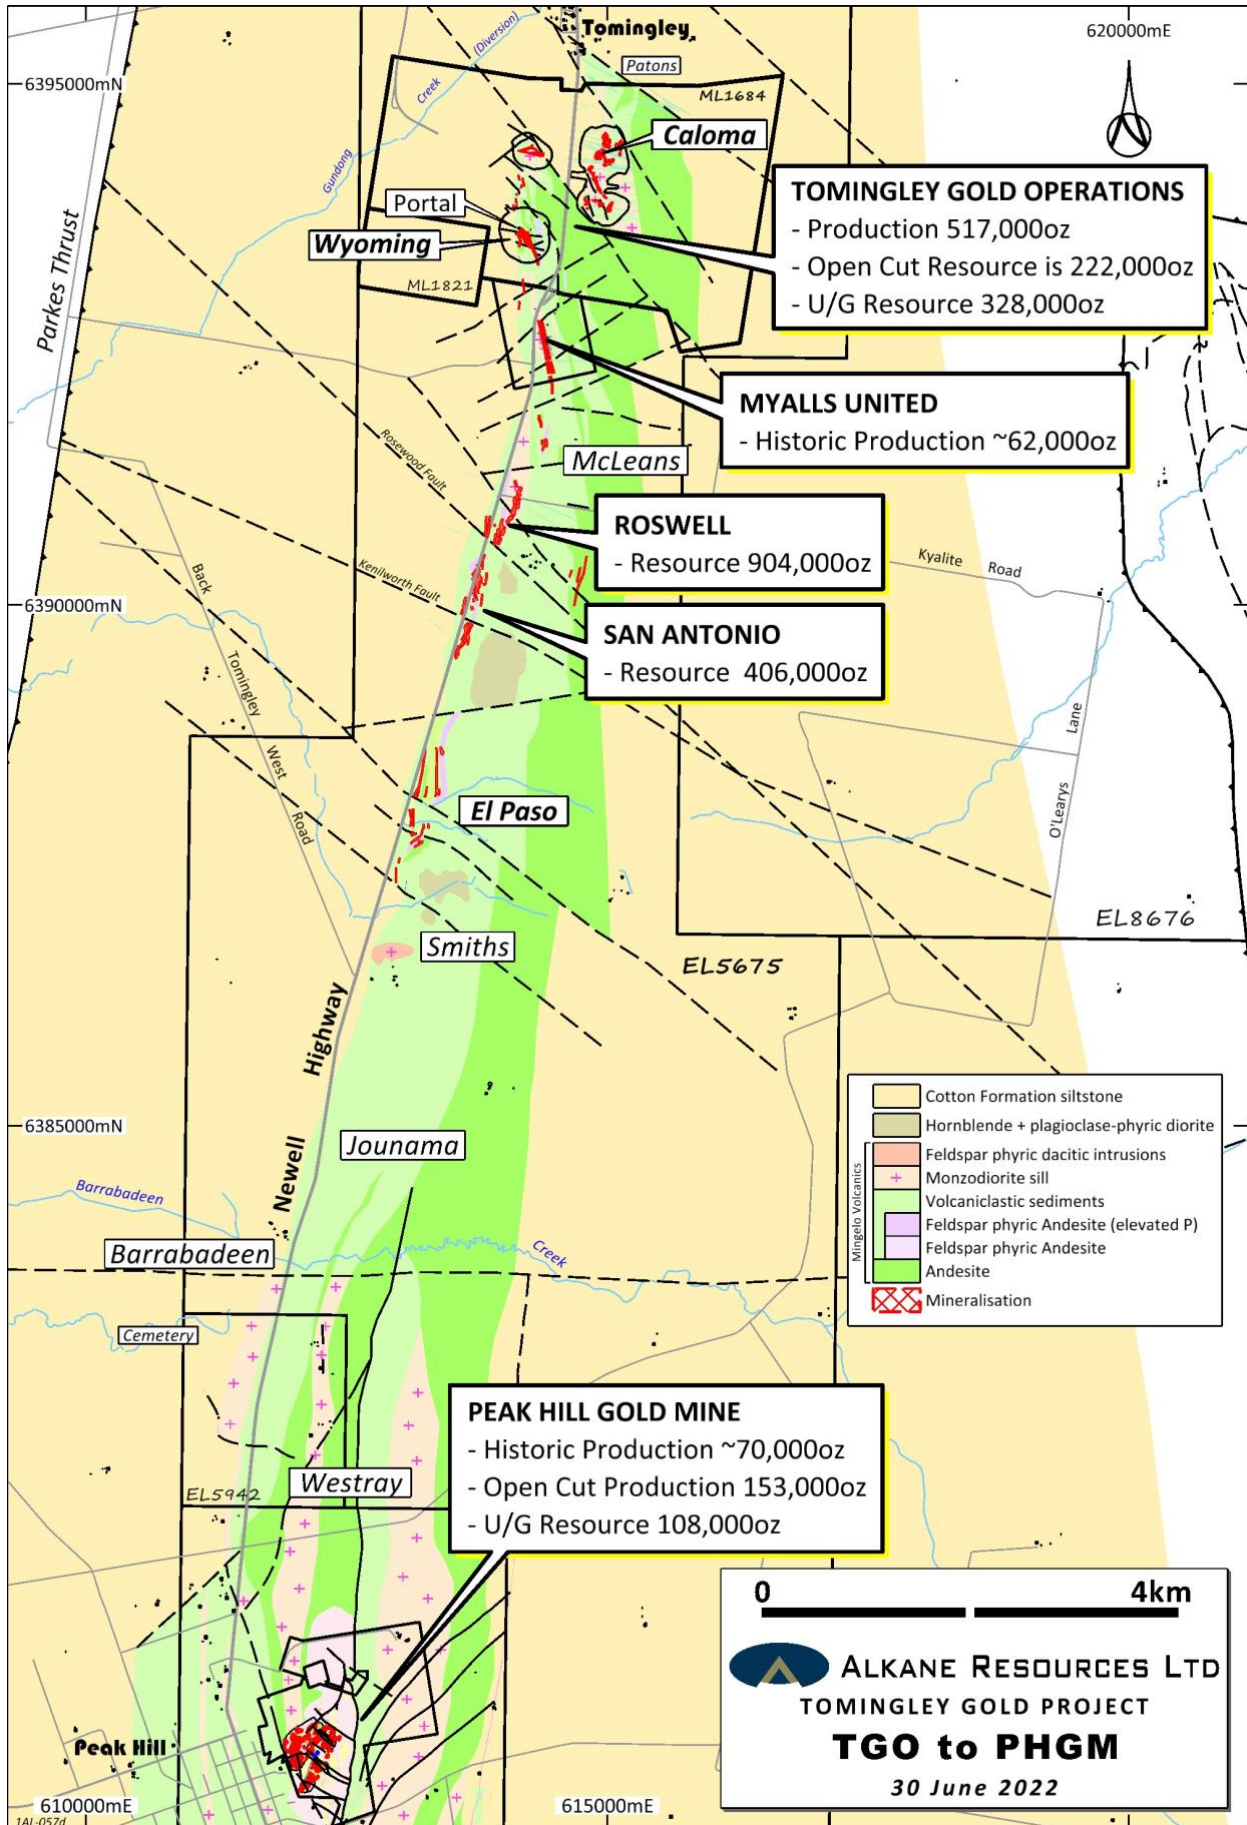 Tomingley
620000mE
Creek
(Diversion)
Patons
6395000mN
ML1684
Caloma
Gundong
TOMINGLEY GOLD OPERATIONS
- Production 517,000oz
- Open Cut Resource is 222,000oz
- U/G Resource 328,000oz
Portal
Wyoming
Parkes Thrust
ML1821
MYALLS UNITED
- Historic Production ~62,000oz
Rosewood Fault
McLeans
ROSWELL
- Resource 904,000oz
Kyalite Road
Back
Kenilworth Fault
6390000mN
SAN ANTONIO
- Resource 406,000oz
Tomingley
West
Road
Lane
O'Learys
El Paso
EL8676
Smiths
EL5675
Highway
Newell
6385000mN
Jounama
Cotton Formation siltstone
Hornblende + plagioclase-phyric diorite
Mingelo Volcanics
Feldspar phyric dacitic intrusions
Monzodiorite sill
Volcaniclastic sediments
Feldspar phyric Andesite (elevated P)
Feldspar phyric Andesite
Andesite
Mineralisation
Barrabadeen
Creek
Barrabadeen
Cemetery
PEAK HILL GOLD MINE
- Historic Production ~70,000oz
- Open Cut Production 153,000oz
- U/G Resource 108,000oz
Westray
EL5942
0 4km
ALKANE RESOURCES LTD
TOMINGLEY GOLD PROJECT
TGO to PHGM
30 June 2022
Peak Hill
610000mE
615000mE
1AL-057d